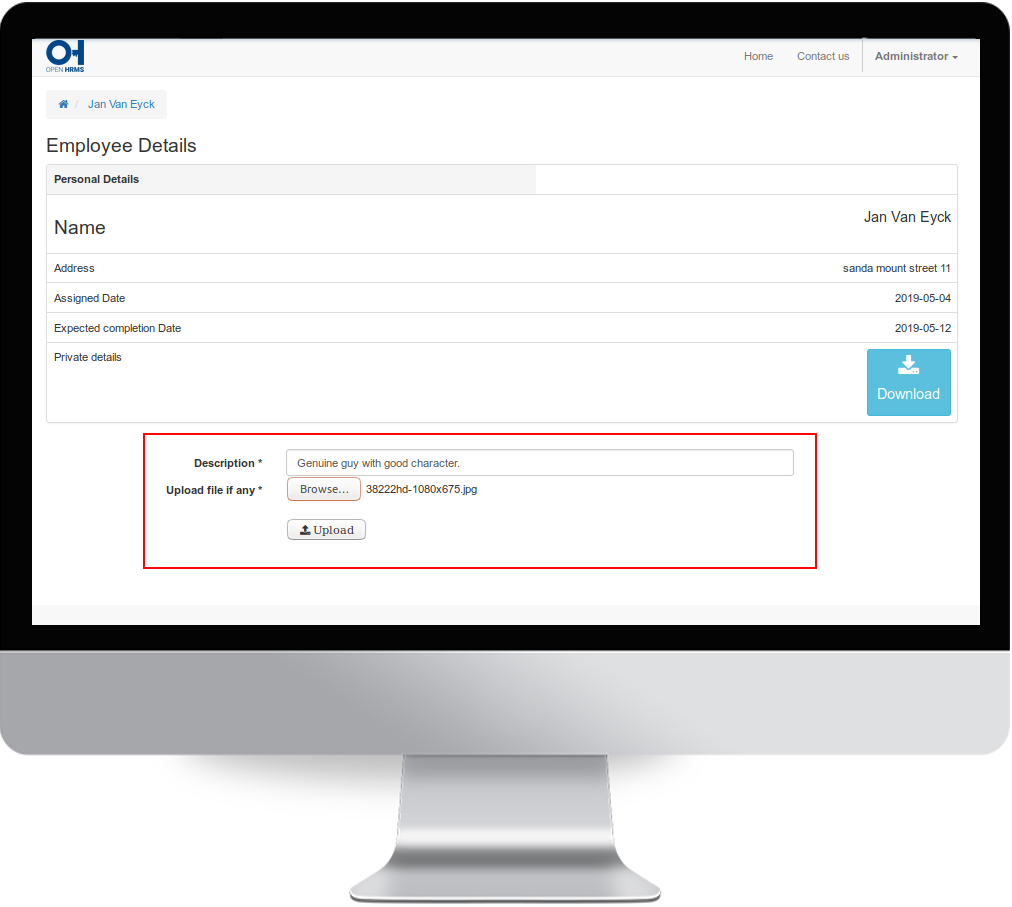 OPEN HRMS
Home Contact us Administrator
/ Jan Van Eyck
Employee Details
Personal Details
Name Jan Van Eyck
Address sanda mount street 11
Assigned Date 2019-05-04
Expected completion Date 2019-05-12
Private details
Download
Description * Genuine guy with good character.
Upload file if any * Browse... 38222hd-1080x675.jpg
Upload